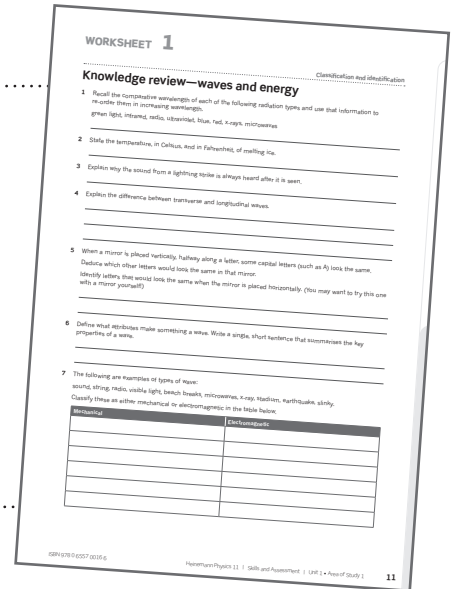 WORKSHEET 1
Classification and identification
Knowledge review—waves and energy
1 Recall the comparative wavelength of each of the following radiation types and use that information to
re-order them in increasing wavelength.
green light, infrared, radio, ultraviolet, blue, red, x-rays, microwaves
2 State the temperature, in Celsius, and in Fahrenheit, of melting ice.
3 Explain why the sound from a lightning strike is always heard after it is seen.
4 Explain the difference between transverse and longitudinal waves.
5 When a mirror is placed vertically, halfway along a letter, some capital letters (such as A) look the same.
Deduce which other letters would look the same in that mirror.
Identify letters that would look the same when the mirror is placed horizontally. (You may want to try this one
with a mirror yourself!)
6 Define what attributes make something a wave. Write a single, short sentence that summarises the key
properties of a wave.
7 The following are examples of types of wave:
sound, string, radio, visible light, beach breaks, microwaves, x-ray, stadium, earthquake, slinky.
Classify these as either mechanical or electromagnetic in the table below.
Mechanical Electromagnetic
ISBN 978 0 6557 0016 6
Heinemann Physics 11 | Skills and Assessment | Unit 1 • Area of Study 1 11